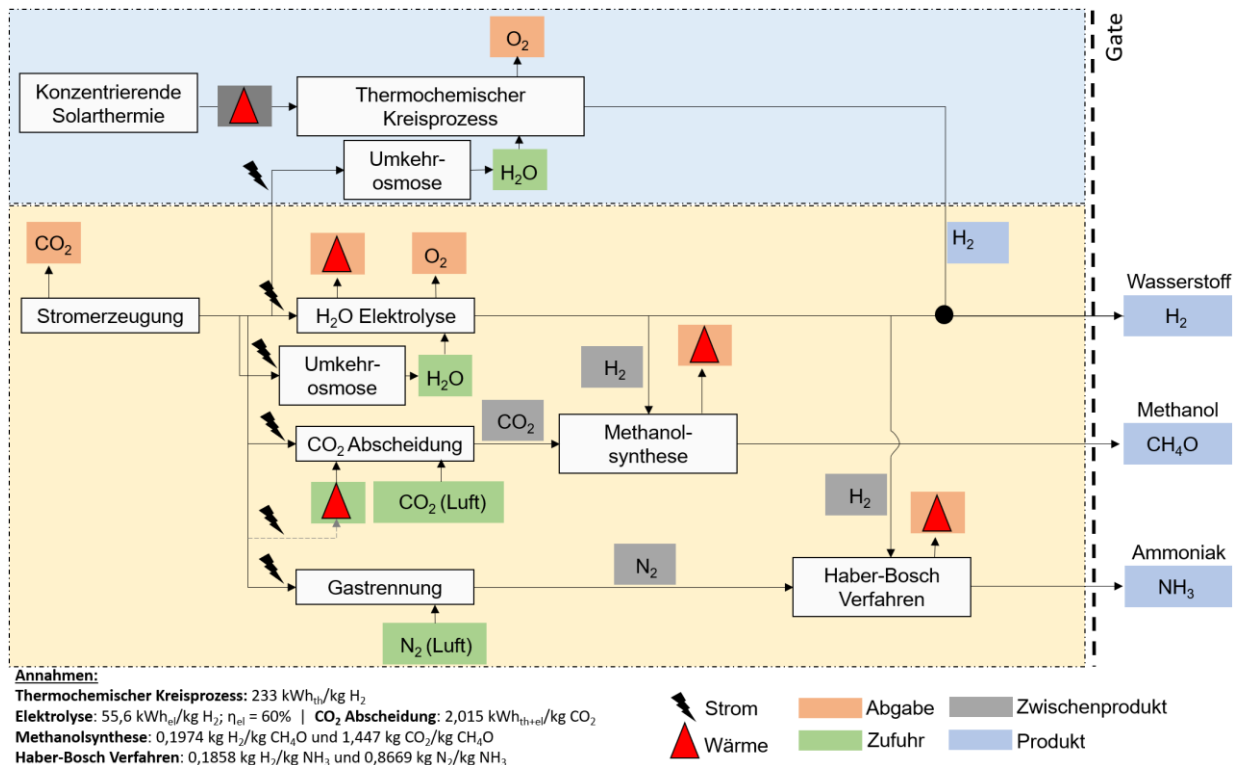 Gate
O₂
Konzentrierende
Solarthermie
Thermochemischer
Kreisprozess
Umkehr-
osmose
H₂O
CO₂
O₂
H₂
Wasserstoff
Stromerzeugung
H₂O Elektrolyse
H₂
Umkehr-
osmose
H₂O
H₂
CO₂
Methanol
CO₂ Abscheidung
Methanol-
synthese
CH₄O
CO₂ (Luft)
H₂
N₂
Ammoniak
Gastrennung
Haber-Bosch
Verfahren
NH₃
N₂ (Luft)
Annahmen:
Thermochemischer Kreisprozess: 233 kWhₜₕ/kg H₂
Elektrolyse: 55,6 kWhₑₗ/kg H₂; ηₑₗ = 60% | CO₂ Abscheidung: 2,015 kWhₜₕ₊ₑₗ/kg CO₂
Methanolsynthese: 0,1974 kg H₂/kg CH₄O und 1,447 kg CO₂/kg CH₄O
Haber-Bosch Verfahren: 0,1858 kg H₂/kg NH₃ und 0,8669 kg N₂/kg NH₃
Strom
Wärme
Abgabe
Zufuhr
Zwischenprodukt
Produkt